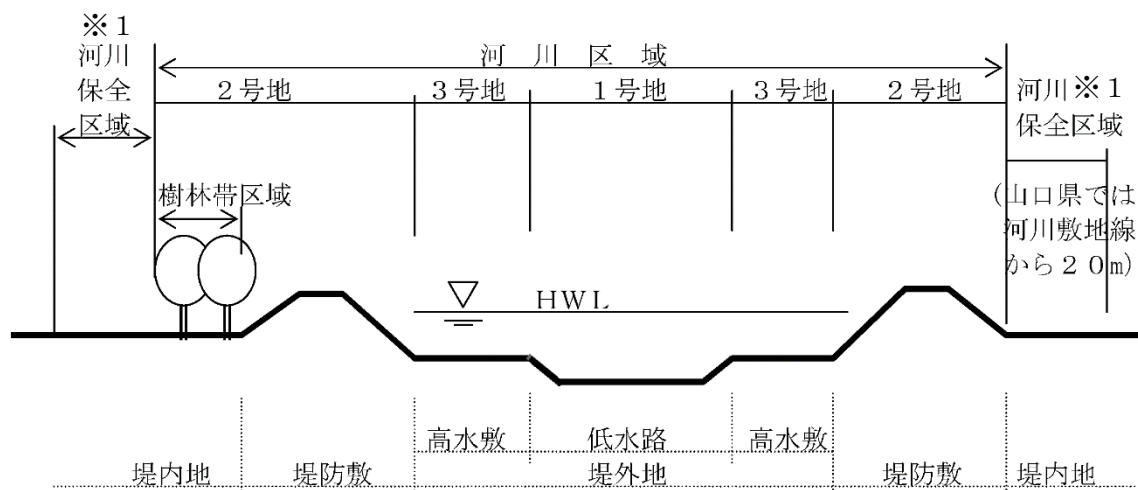 ※１
河川
保全
区域
河　川　区　域
２号地
３号地
１号地
３号地
２号地
河川※１
保全区域
樹林帯区域
(山口県では
河川敷地線
から２０m)
ＨＷＬ
高水敷
低水路
高水敷
堤内地
堤防敷
堤外地
堤防敷
堤内地